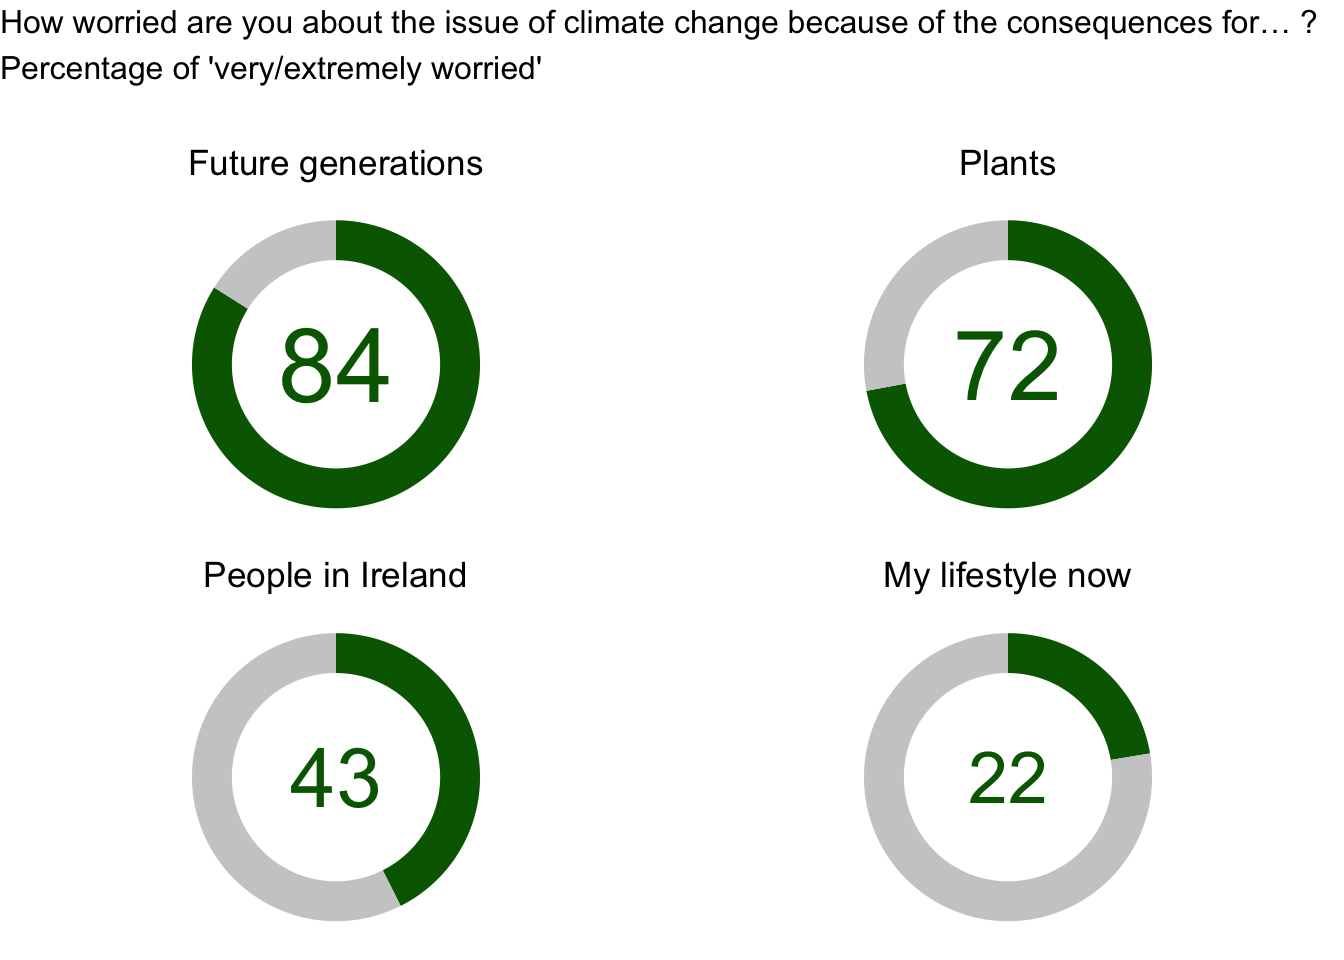 How worried are you about the issue of climate change because of the consequences for… ?
Percentage of 'very/extremely worried'
Future generations
Plants
84
72
People in Ireland
My lifestyle now
43
22